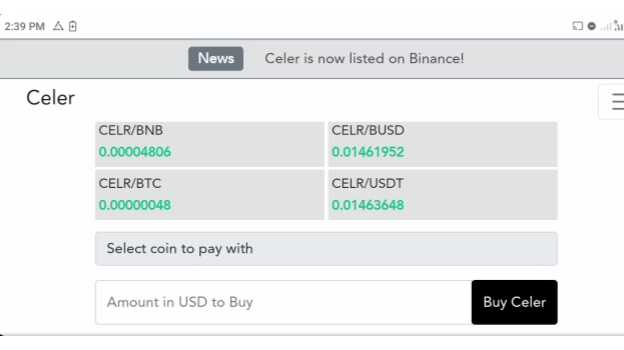 2:39 PM
News Celer is now listed on Binance!
Celer
CELR/BNB CELR/BUSD
0.00004806 0.01461952
CELR/BTC CELR/USDT
0.00000048 0.01463648
Select coin to pay with
Amount in USD to Buy Buy Celer